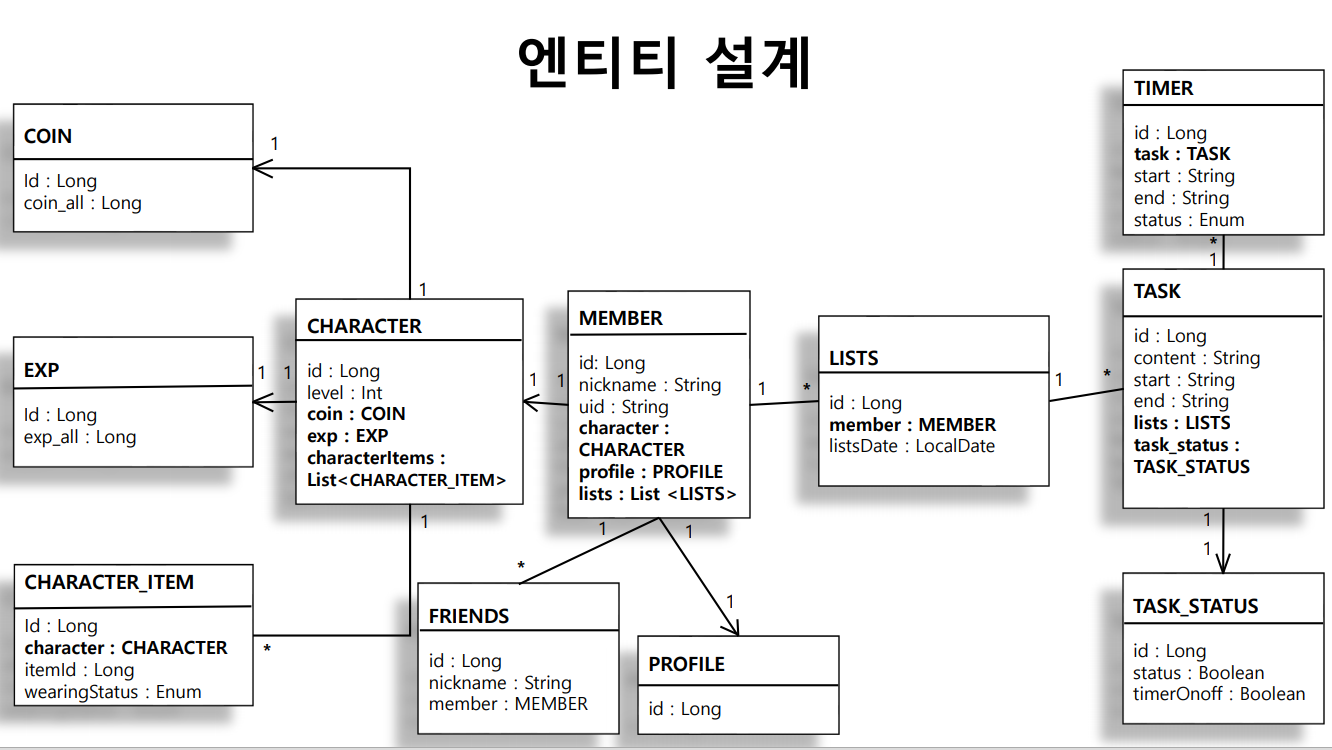 엔티티 설계
COIN
Id : Long
coin_all : Long
1
1
EXP
Id : Long
exp_all : Long
1
1
CHARACTER
id : Long
level : Int
coin : COIN
exp : EXP
characterItems :
List<CHARACTER_ITEM>
1
*
CHARACTER_ITEM
Id : Long
character : CHARACTER
itemId : Long
wearingStatus : Enum
1
1
MEMBER
id: Long
nickname : String
uid : String
character :
CHARACTER
profile : PROFILE
lists : List <LISTS>
1
*
FRIENDS
id : Long
nickname : String
member : MEMBER
1
1
PROFILE
id : Long
1
*
LISTS
id : Long
member : MEMBER
listsDate : LocalDate
1
*
TIMER
id : Long
task : TASK
start : String
end : String
status : Enum
*
1
TASK
id : Long
content : String
start : String
end : String
lists : LISTS
task_status :
TASK_STATUS
1
1
TASK_STATUS
id : Long
status : Boolean
timerOnoff : Boolean